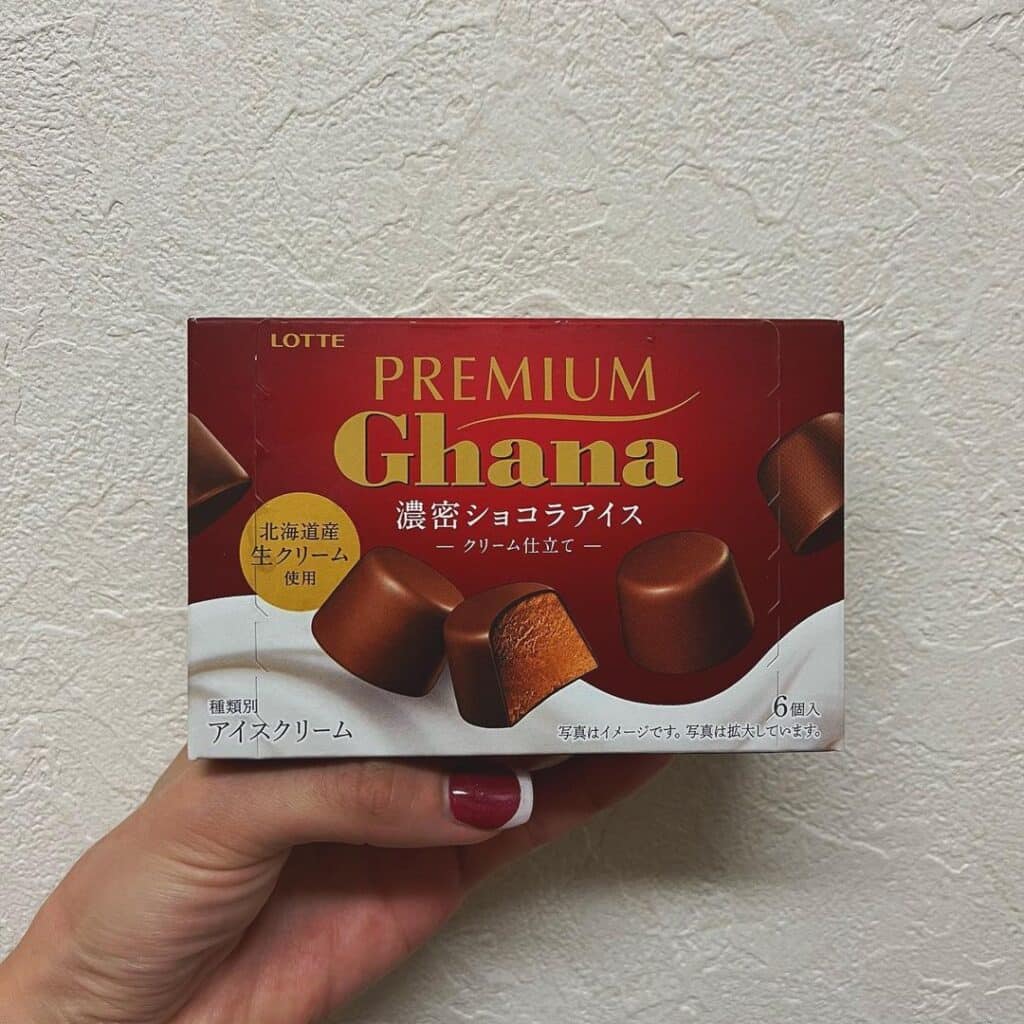 LOTTE
PREMIUM
Ghana
濃密ショコラアイス
― クリーム仕立て ―
北海道産
生クリーム
使用
種類別
アイスクリーム
6個入
写真はイメージです。写真は拡大しています。